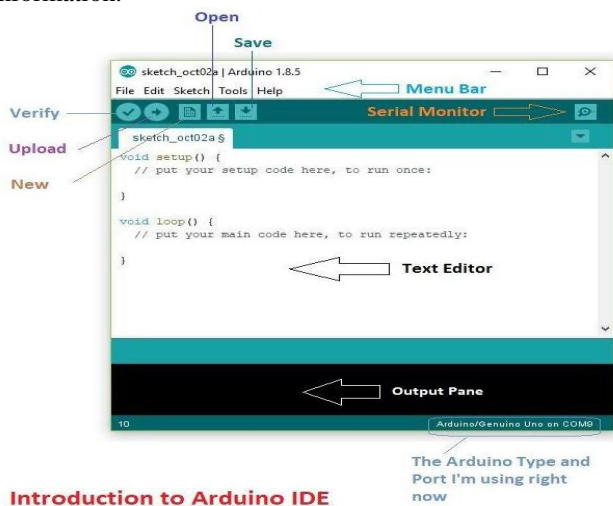 information.
Open
Save
sketch_oct02a | Arduino 1.8.5
File Edit Sketch Tools Help
Menu Bar
Verify
Serial Monitor
Upload
sketch_oct02a §
New
void setup() {
// put your setup code here, to run once:
}
void loop() {
// put your main code here, to run repeatedly:
}
Text Editor
Output Pane
10
Arduino/Genuino Uno on COM9
The Arduino Type and
Port I'm using right
now
Introduction to Arduino IDE